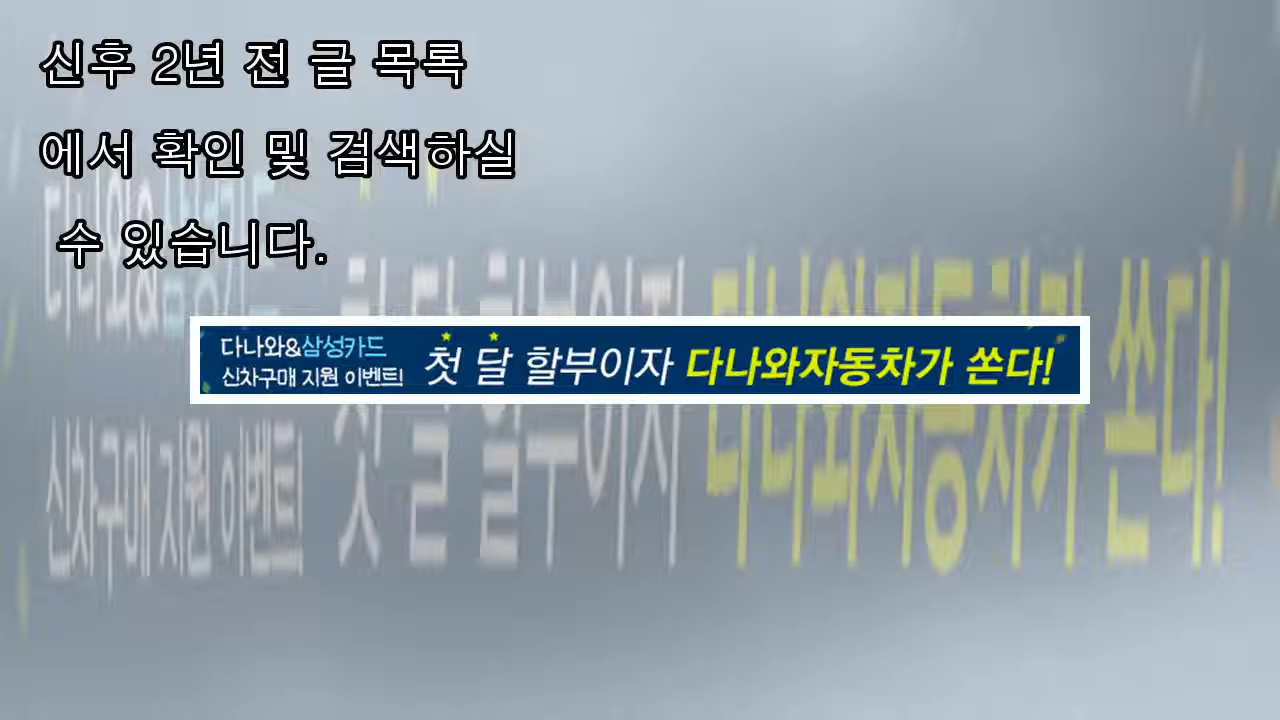 신후 2년 전 글 목록
에서 확인 및 검색하실
수 있습니다.
다나와&삼성카드
신차구매 지원 이벤트!
첫 달 할부이자 다나와자동차가 쏜다!